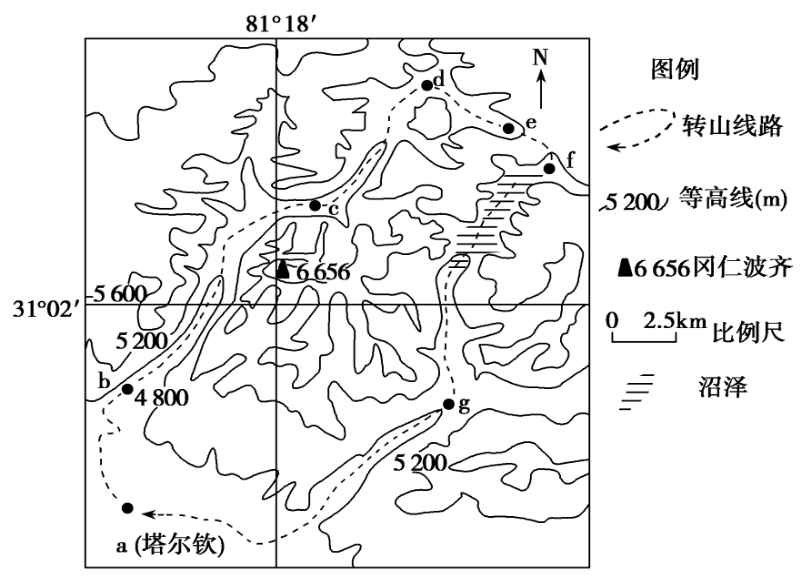 81°18′
N
d
e
f
c
6 656
5 600
31°02′
5 200
b
4 800
g
5 200
a (塔尔钦)
图例
转山线路
5 200 等高线(m)
6 656冈仁波齐
0 2.5km 比例尺
沼泽